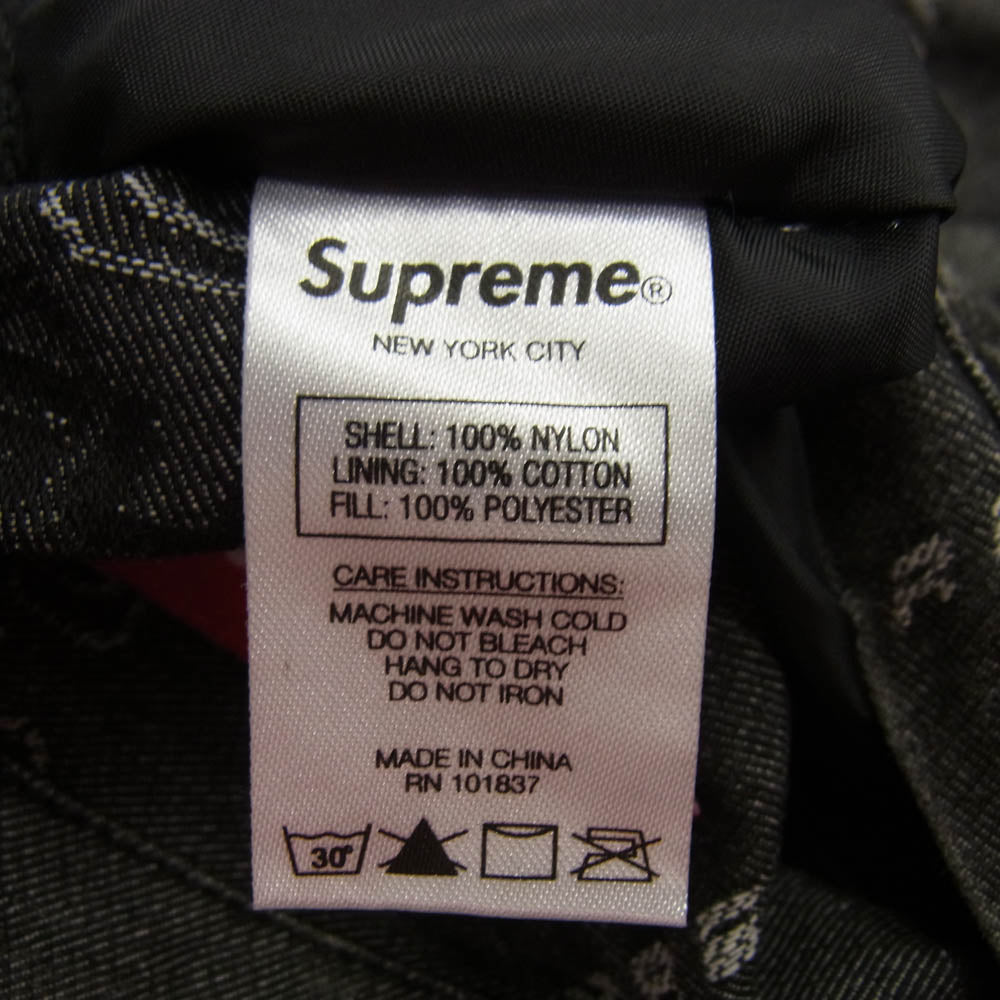 Supreme®
NEW YORK CITY
SHELL: 100% NYLON
LINING: 100% COTTON
FILL: 100% POLYESTER
CARE INSTRUCTIONS:
MACHINE WASH COLD
DO NOT BLEACH
HANG TO DRY
DO NOT IRON
MADE IN CHINA
RN 101837
30°